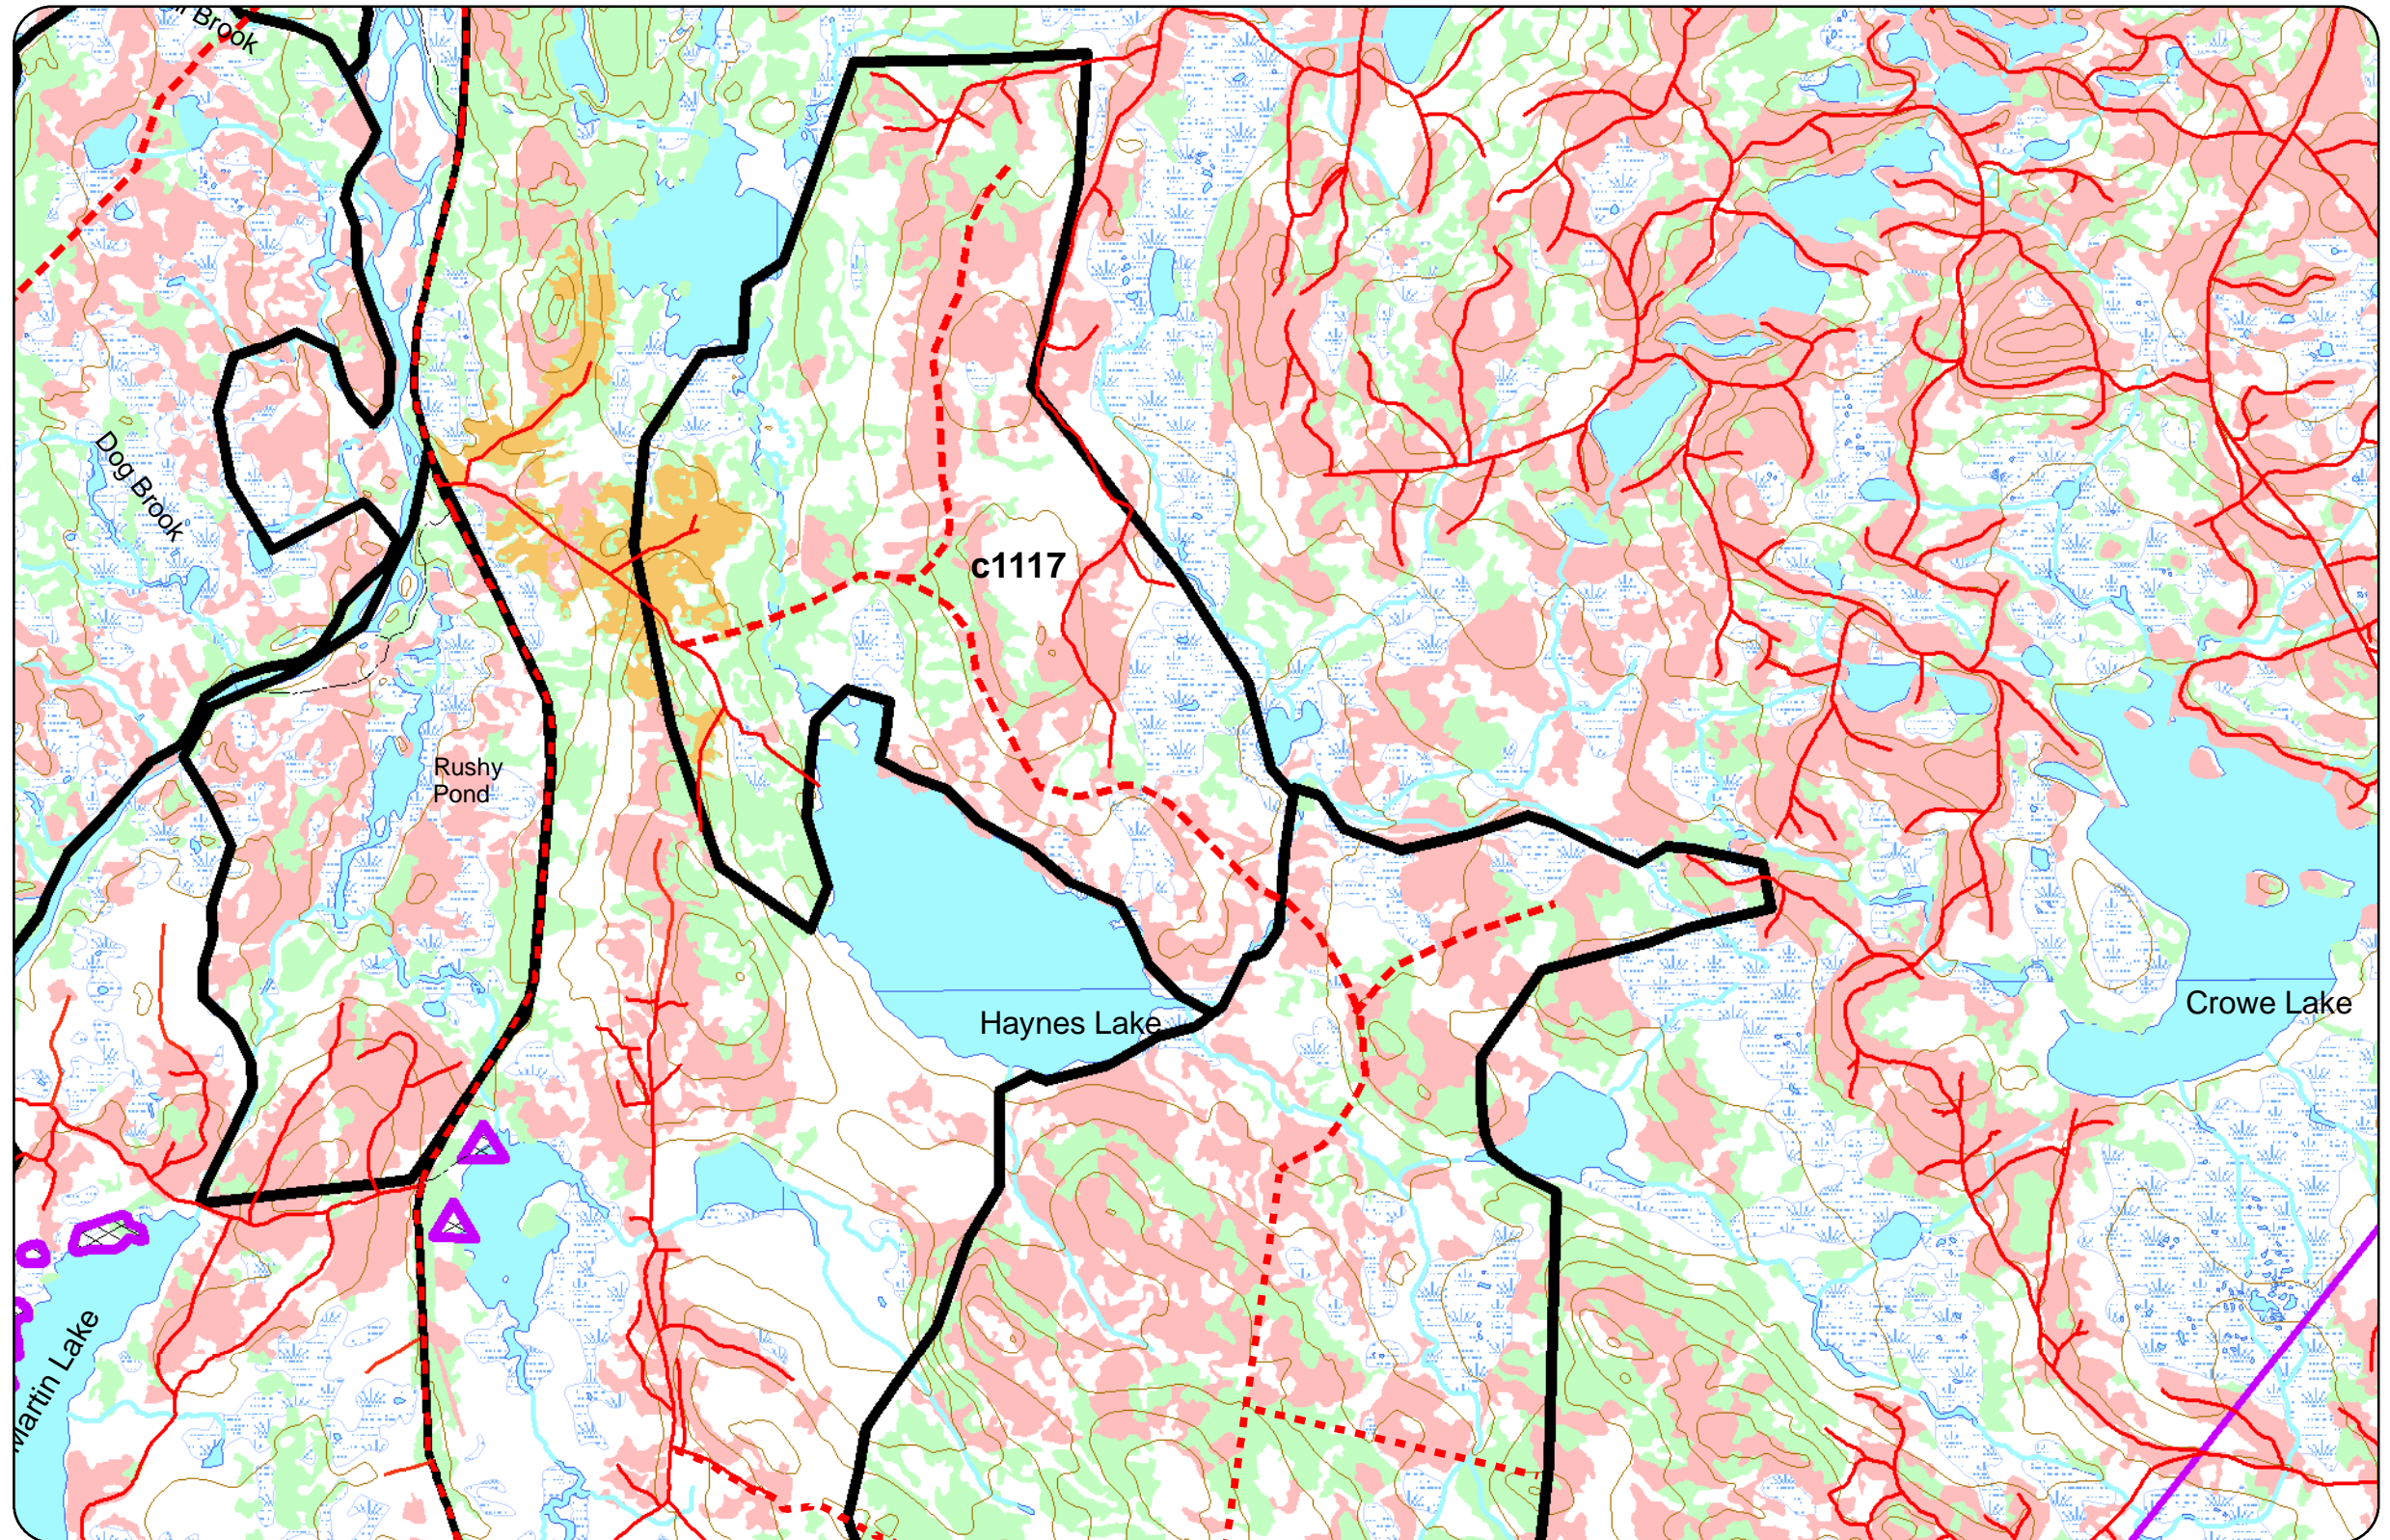 Brook
Dog Brook
c1117
Rushy
Pond
Haynes Lake
Crowe Lake
Martin Lake